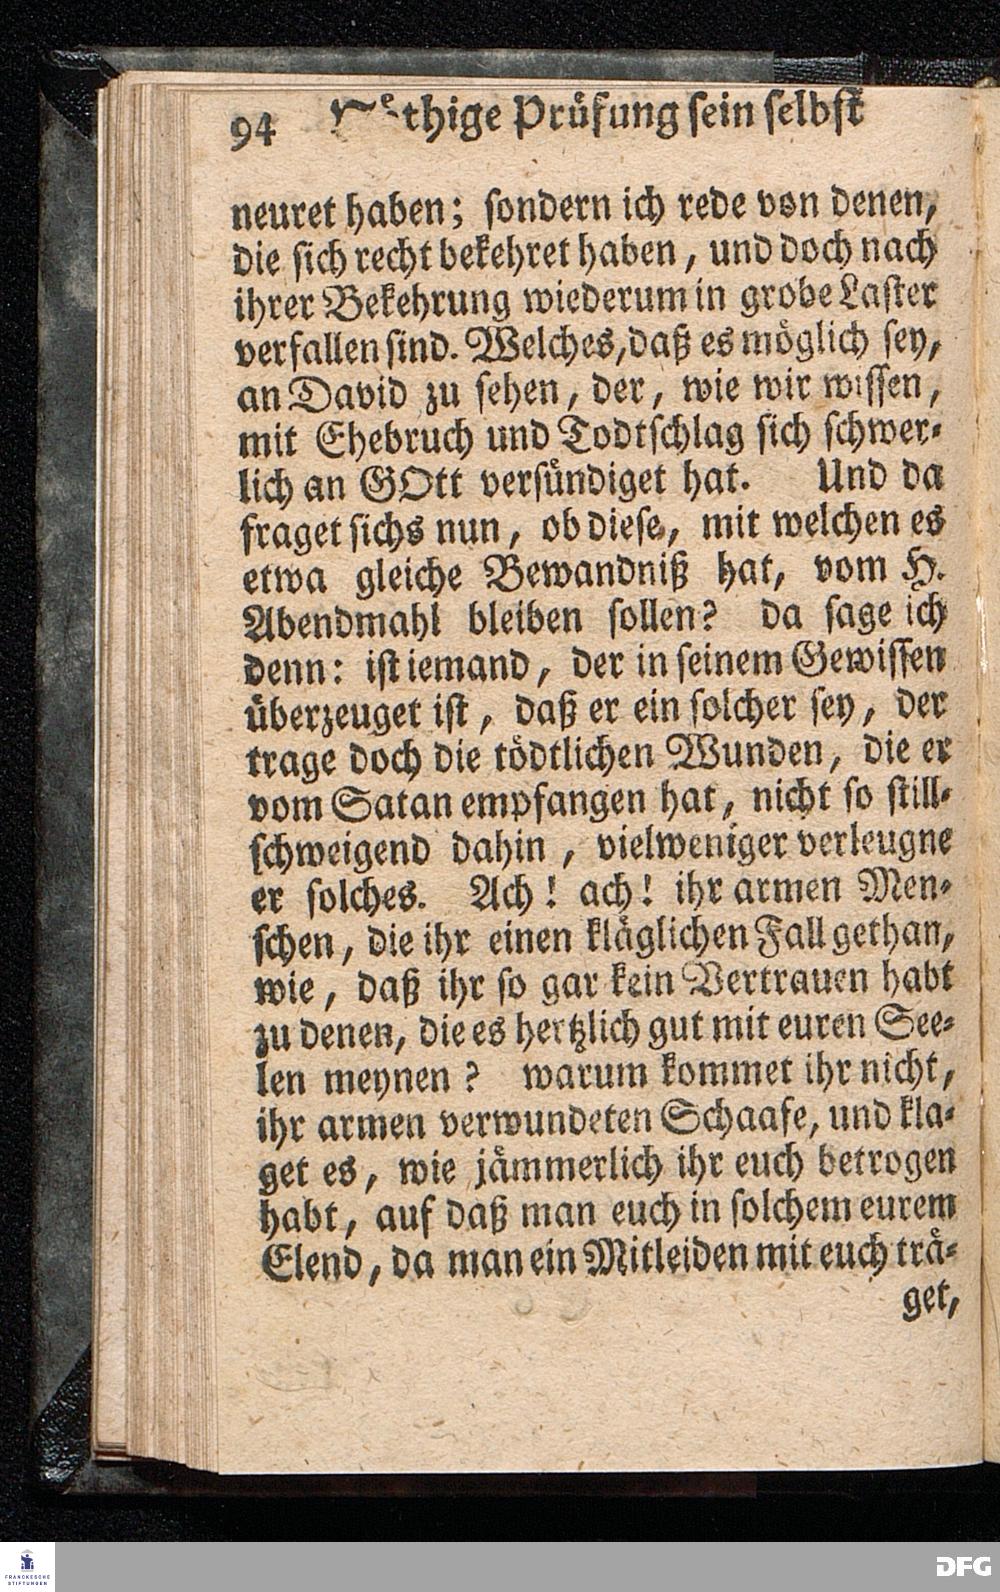 94 Nöthige Prüfung sein selbst
neuret haben; sondern ich rede von denen,
die sich recht bekehret haben, und doch nach
ihrer Bekehrung wiederum in grobe Laster
verfallen sind. Welches, daß es möglich sey,
an David zu sehen, der, wie wir wissen,
mit Ehebruch und Todtschlag sich schwer-
lich an GOtt versündiget hat. Und da
fraget sichs nun, ob diese, mit welchen es
etwa gleiche Bewandniß hat, vom H.
Abendmahl bleiben sollen? da sage ich
denn: ist iemand, der in seinem Gewissen
überzeuget ist, daß er ein solcher sey, der
trage doch die tödtlichen Wunden, die er
vom Satan empfangen hat, nicht so still-
schweigend dahin, vielweniger verleugne
er solches. Ach! ach! ihr armen Men-
schen, die ihr einen kläglichen Fall gethan,
wie, daß ihr so gar kein Vertrauen habt
zu denen, die es hertzlich gut mit euren See-
len meynen? warum kommet ihr nicht,
ihr armen verwundeten Schaafe, und kla-
get es, wie jämmerlich ihr euch betrogen
habt, auf daß man euch in solchem eurem
Elend, da man ein Mitleiden mit euch trä-
get,
FRANCKESCHE
STIFTUNGEN
DFG